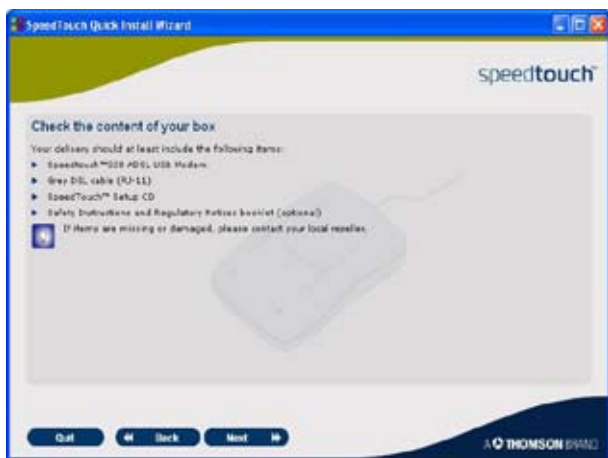 SpeedTouch Quick Install Wizard
speedtouch™
Check the content of your box
Your delivery should at least include the following items:
SpeedTouch™330 ADSL USB Modem
Grey DSL cable (RJ-11)
SpeedTouch™ Setup CD
Safety Instructions and Regulatory Notices booklet (optional)
If items are missing or damaged, please contact your local reseller.
Quit Back Next
A THOMSON BRAND